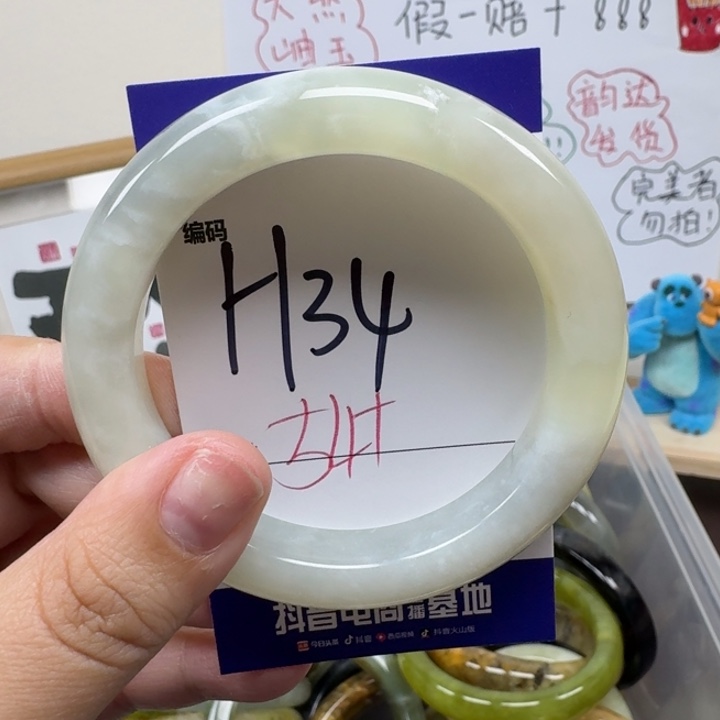 天然
岫玉
假一赔十888
韵达
发货
完美者
勿拍!
编码
H34
抖音电商直播基地
今日头条 抖音 西瓜视频 抖音火山版